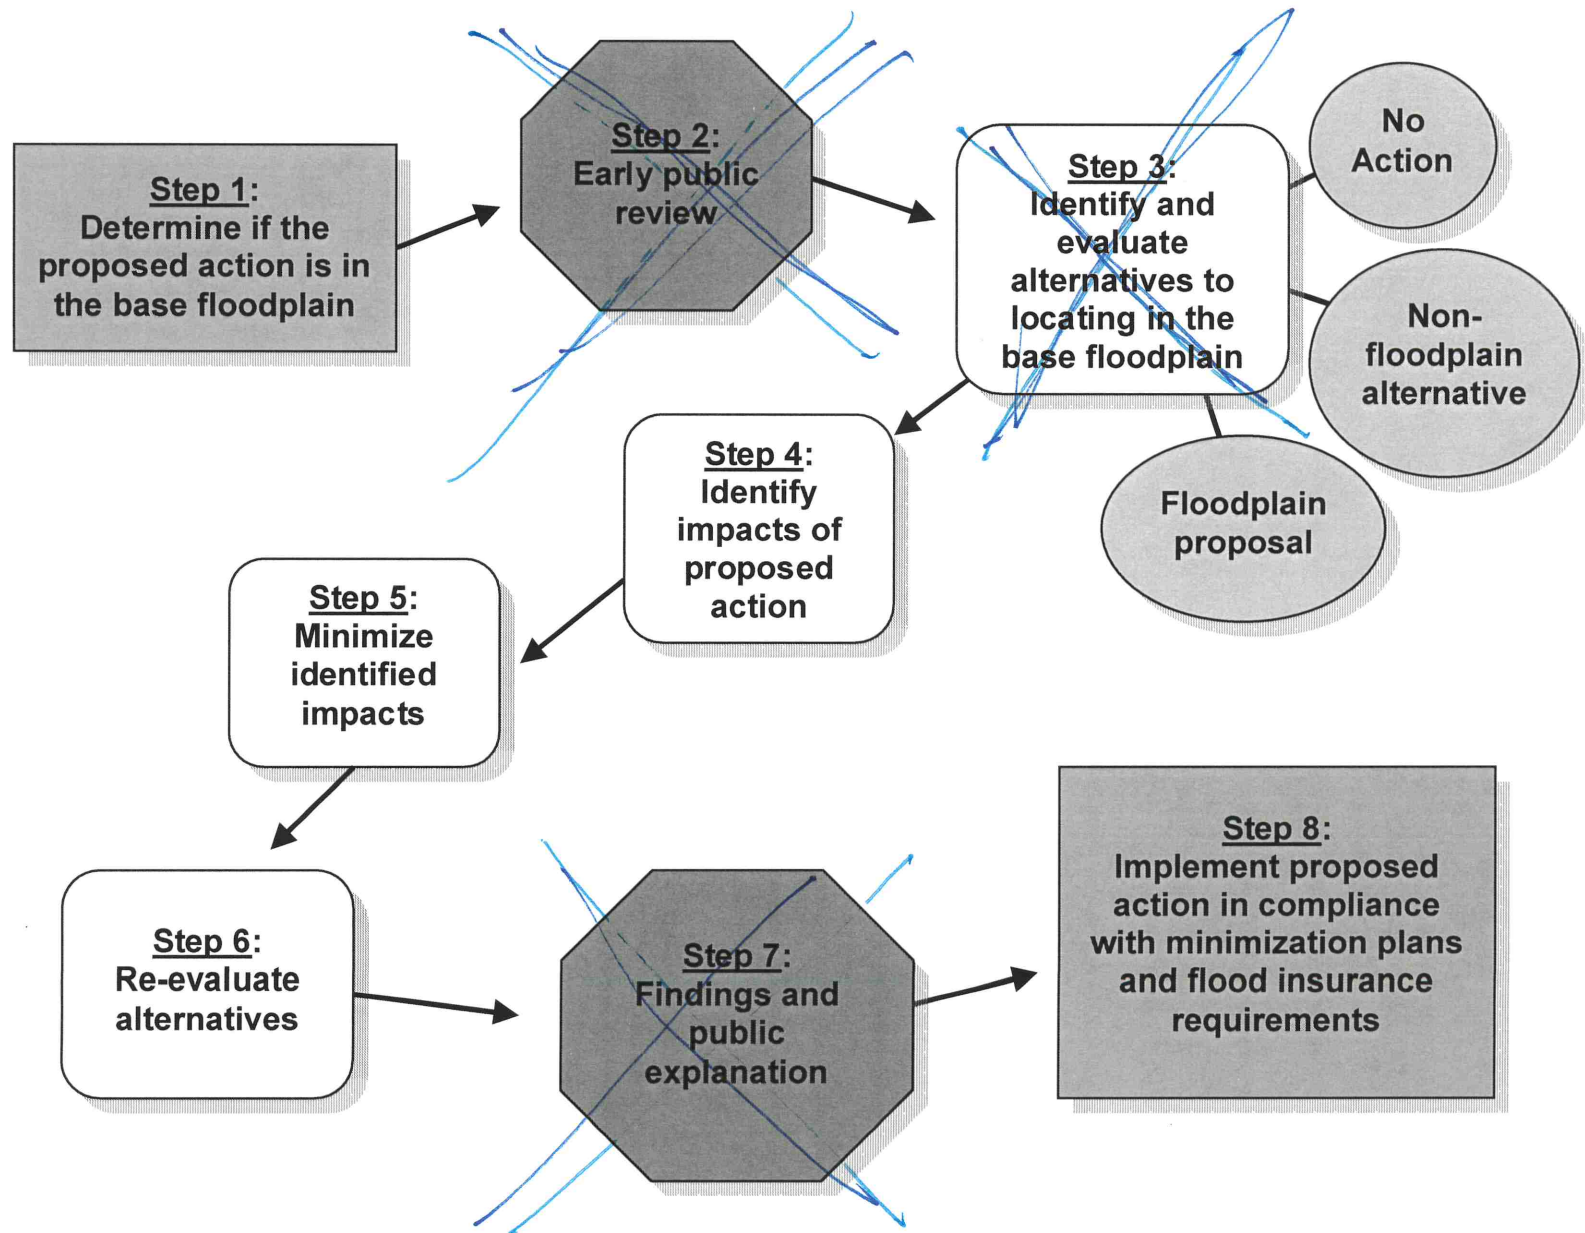 Step 1:
Determine if the
proposed action is in
the base floodplain
Step 2:
Early public
review
Step 3:
Identify and
evaluate
alternatives to
locating in the
base floodplain
No
Action
Non-
floodplain
alternative
Floodplain
proposal
Step 4:
Identify
impacts of
proposed
action
Step 5:
Minimize
identified
impacts
Step 6:
Re-evaluate
alternatives
Step 7:
Findings and
public
explanation
Step 8:
Implement proposed
action in compliance
with minimization plans
and flood insurance
requirements